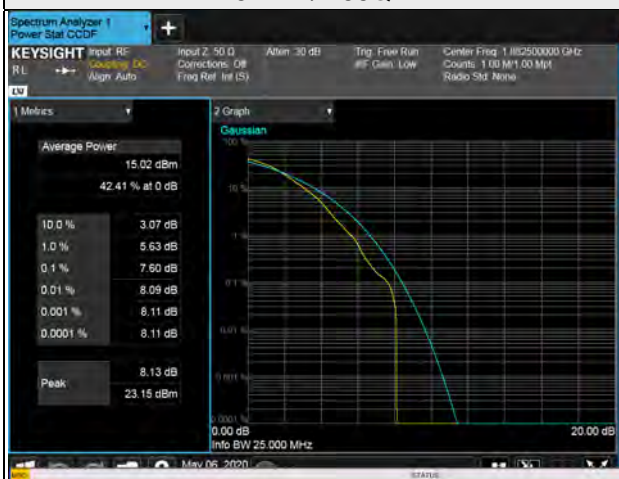 Spectrum Analyzer 1
Power Stat CCDF
+
KEYSIGHT
RL
Input: RF
Coupling: DC
Align: Auto
Input Z: 50 Ω
Corrections: Off
Freq Ref: Int (S)
Atten: 30 dB
Trig: Free Run
#IF Gain: Low
Center Freq: 1.882500000 GHz
Counts: 1.00 M/1.00 Mpt
Radio Std: None
1 Metrics
Average Power
15.02 dBm
42.41 % at 0 dB
10.0 % 3.07 dB
1.0 % 5.63 dB
0.1 % 7.60 dB
0.01 % 8.09 dB
0.001 % 8.11 dB
0.0001 % 8.11 dB
Peak
8.13 dB
23.15 dBm
2 Graph
Gaussian
100 %
10 %
1 %
0.1 %
0.01 %
0.001 %
0.0001 %
0.00 dB 20.00 dB
Info BW 25.000 MHz
May 06, 2020
MSG STATUS